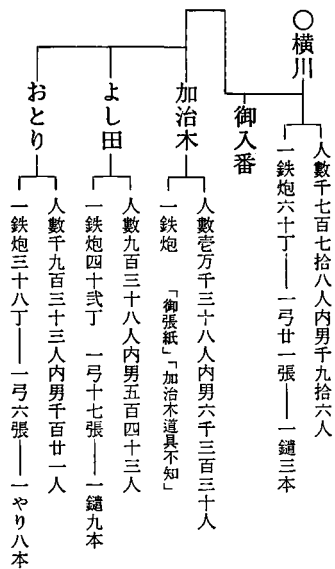 ○横川
人數千七百七拾八人内男千九拾六人
一鉄炮六十丁――一弓廿一張――一鑓三本
御入番
加治木
人數壱万千三十八人内男六千三百三十人
一鉄炮 「御張紙」「加治木道具不知」
よし田
人數九百三十八人内男五百四十三人
一鉄炮四十弐丁 一弓十七張――一鑓九本
おとり
人數千九百三十三人内男千百廿一人
一鉄炮三十八丁――一弓六張――一やり八本